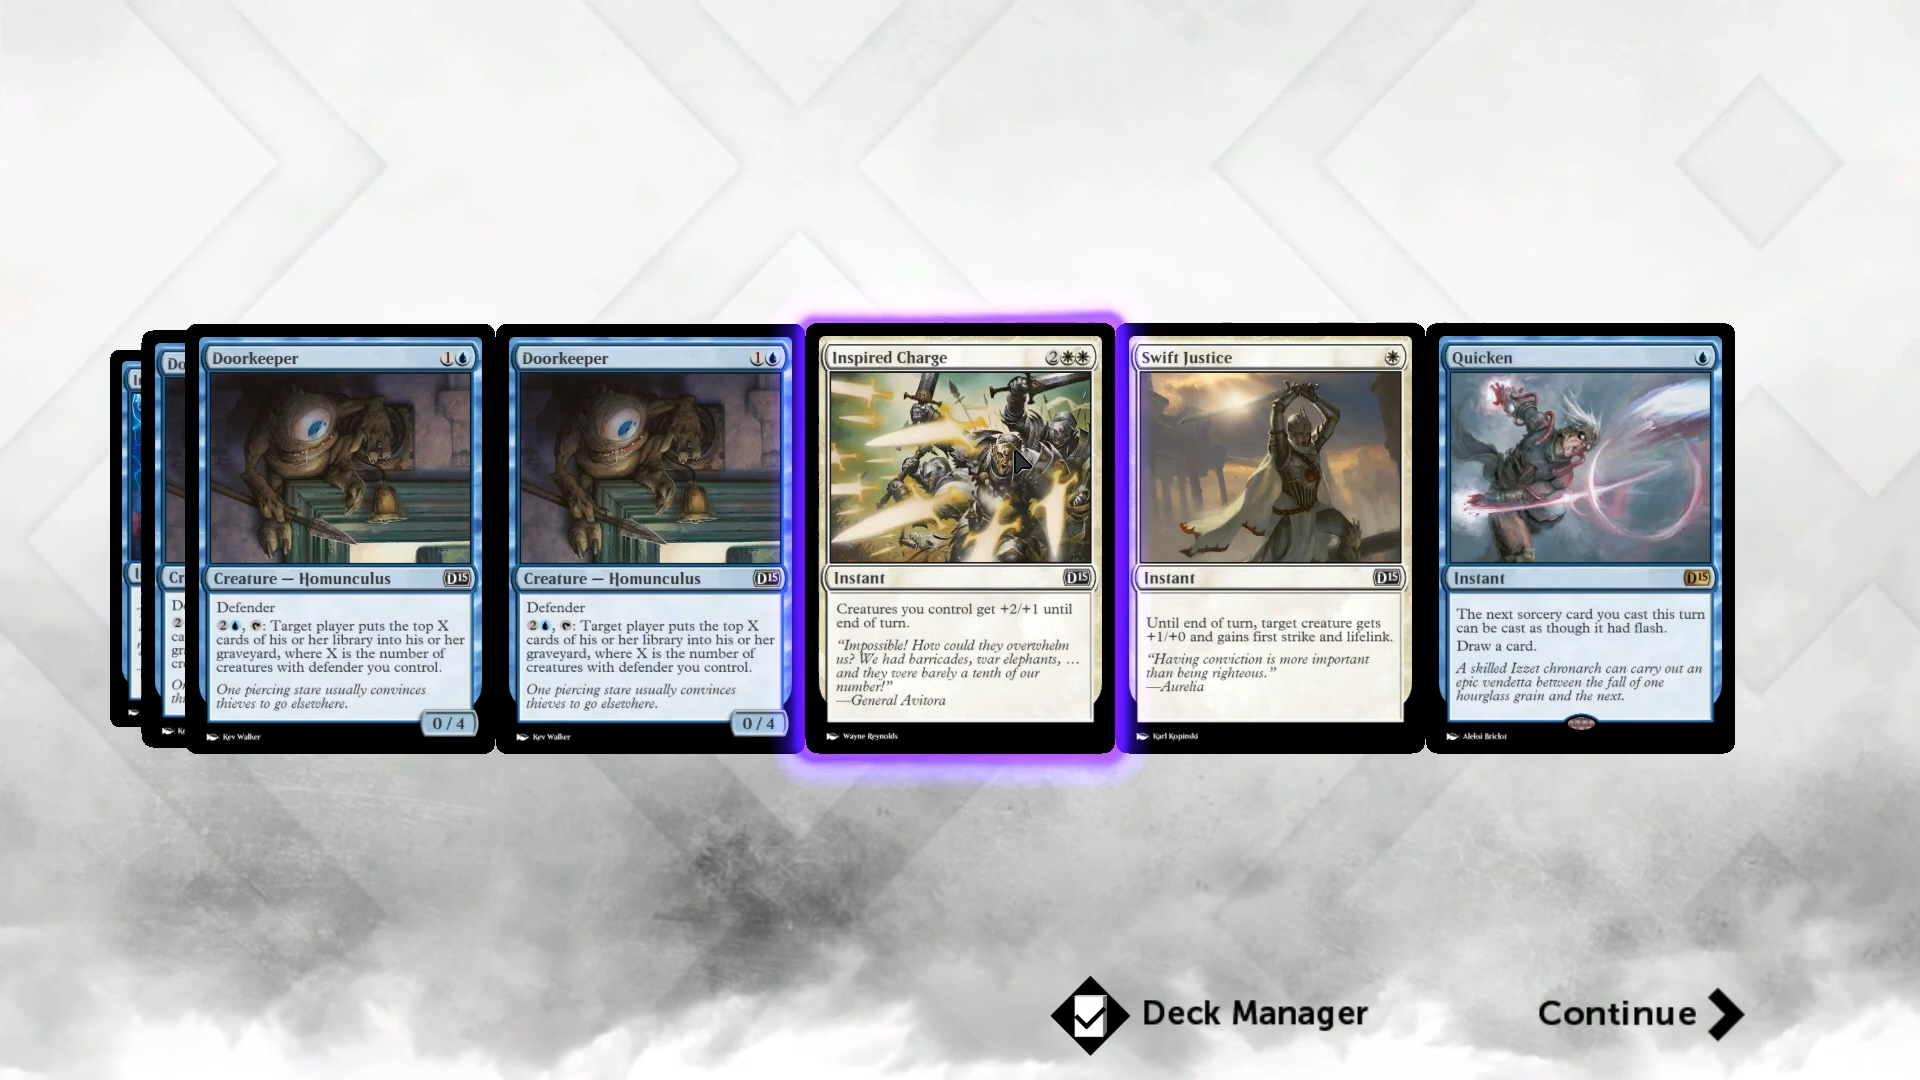 Doorkeeper 1
Creature — Homunculus D15
Defender
2 , : Target player puts the top X
cards of his or her library into his or her
graveyard, where X is the number of
creatures with defender you control.
One piercing stare usually convinces
thieves to go elsewhere.
0 / 4
Kev Walker
Doorkeeper 1
Creature — Homunculus D15
Defender
2 , : Target player puts the top X
cards of his or her library into his or her
graveyard, where X is the number of
creatures with defender you control.
One piercing stare usually convinces
thieves to go elsewhere.
0 / 4
Kev Walker
Inspired Charge 2
Instant D15
Creatures you control get +2/+1 until
end of turn.
“Impossible! How could they overwhelm
us? We had barricades, war elephants, …
and they were barely a tenth of our
number!”
—General Avitora
Wayne Reynolds
Swift Justice
Instant D15
Until end of turn, target creature gets
+1/+0 and gains first strike and lifelink.
“Having conviction is more important
than being righteous.”
—Aurelia
Karl Kopinski
Quicken
Instant D15
The next sorcery card you cast this turn
can be cast as though it had flash.
Draw a card.
A skilled Izzet chronarch can carry out an
epic vendetta between the fall of one
hourglass grain and the next.
Aleksi Briclot
Deck Manager
Continue